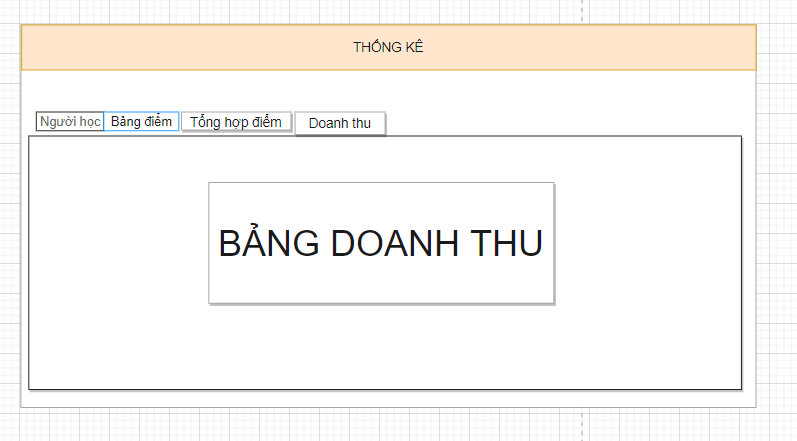 THỐNG KÊ
Người học Bảng điểm Tổng hợp điểm Doanh thu
BẢNG DOANH THU